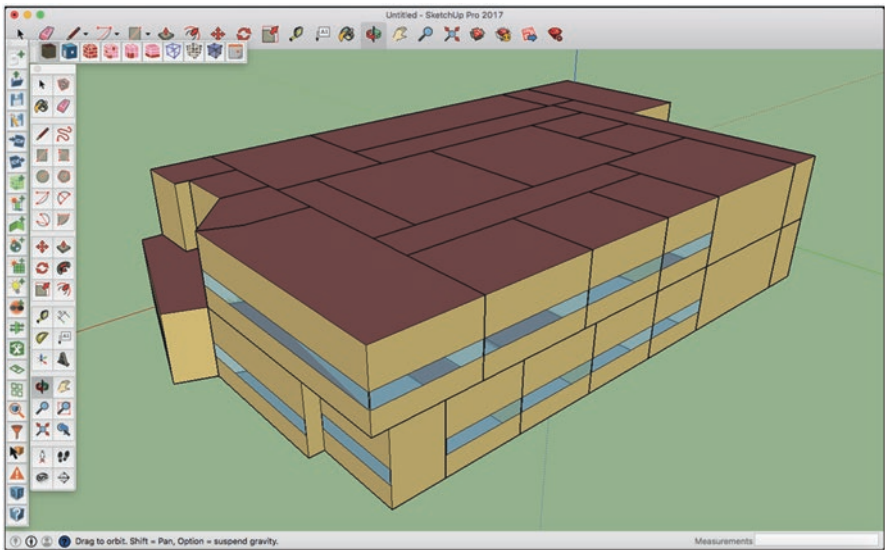 Untitled - SketchUp Pro 2017
Drag to orbit. Shift = Pan, Option = suspend gravity.
Measurements